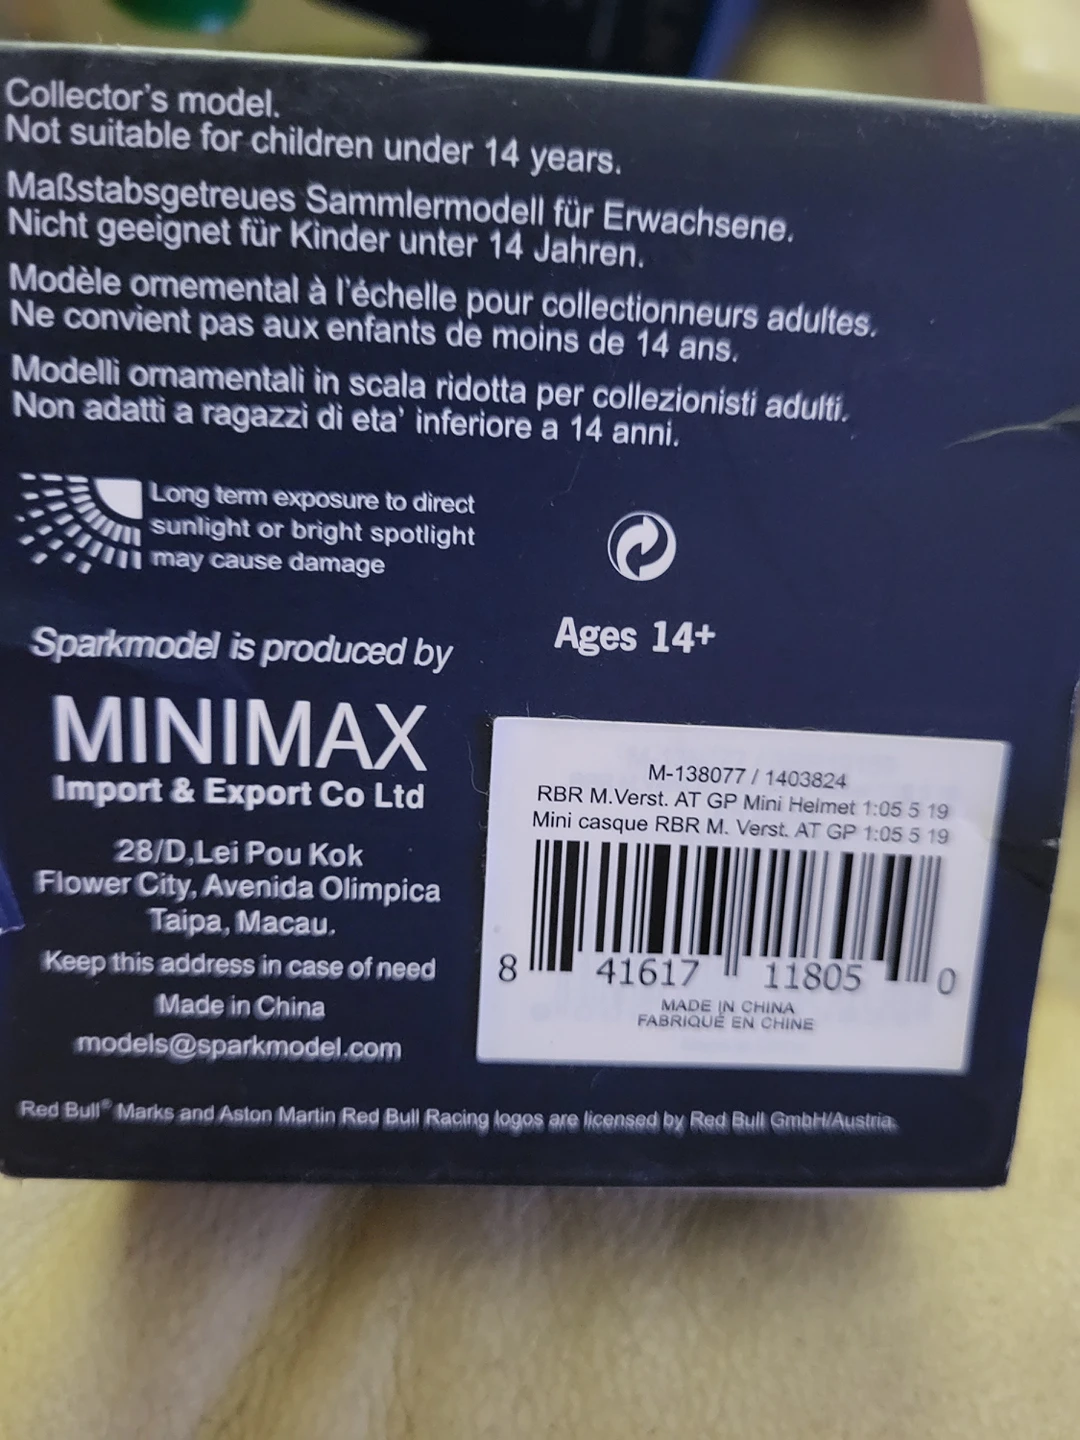 Collector's model.
Not suitable for children under 14 years.
Maßstabsgetreues Sammlermodell für Erwachsene.
Nicht geeignet für Kinder unter 14 Jahren.
Modèle ornemental à l'échelle pour collectionneurs adultes.
Ne convient pas aux enfants de moins de 14 ans.
Modelli ornamentali in scala ridotta per collezionisti adulti.
Non adatti a ragazzi di eta' inferiore a 14 anni.
Long term exposure to direct
sunlight or bright spotlight
may cause damage
Ages 14+
Sparkmodel is produced by
MINIMAX
Import & Export Co Ltd
28/D,Lei Pou Kok
Flower City, Avenida Olimpica
Taipa, Macau.
Keep this address in case of need
Made in China
models@sparkmodel.com
M-138077 / 1403824
RBR M.Verst. AT GP Mini Helmet 1:05 5 19
Mini casque RBR M. Verst. AT GP 1:05 5 19
8 41617 11805 0
MADE IN CHINA
FABRIQUÉ EN CHINE
Red Bull® Marks and Aston Martin Red Bull Racing logos are licensed by Red Bull GmbH/Austria.